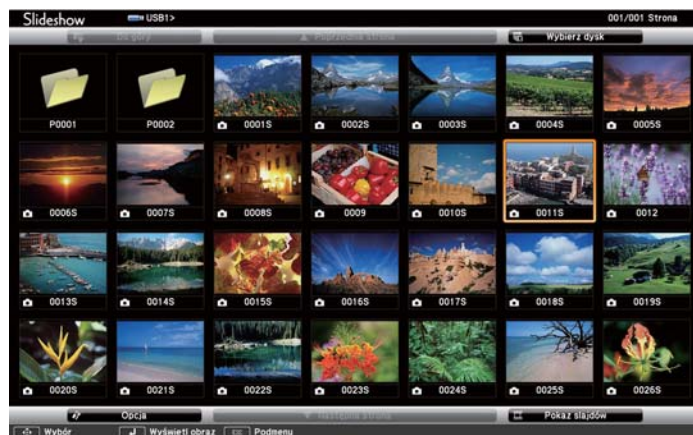 Slideshow USB1> 001/001 Strona
Do góry Poprzednia strona Wybierz dysk
P0001 P0002 0001S 0002S 0003S 0004S 0005S
0006S 0007S 0008S 0009 0010S 0011S 0012
0013S 0014S 0015S 0016S 0017S 0018S 0019S
0020S 0021S 0022S 0023S 0024S 0025S 0026S
Opcja Następna strona Pokaz slajdów
Wybór Wyświetl obraz Esc Podmenu